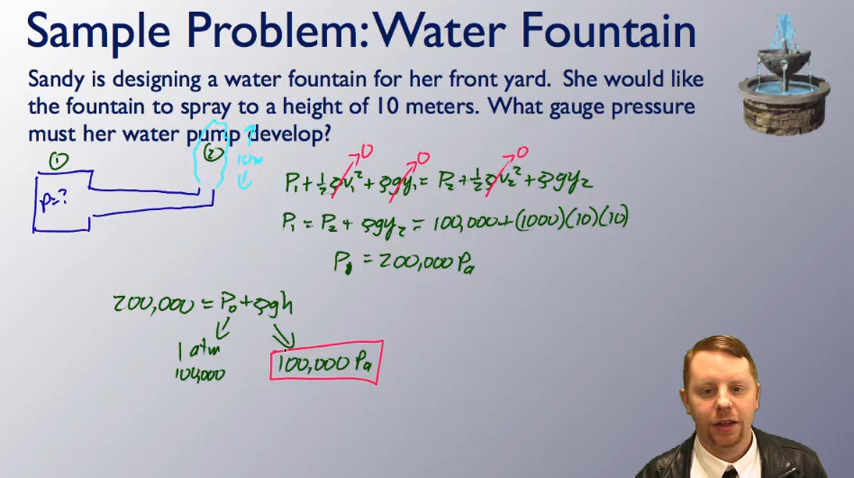 Sample Problem: Water Fountain
Sandy is designing a water fountain for her front yard. She would like
the fountain to spray to a height of 10 meters. What gauge pressure
must her water pump develop?
①
②
10m
P=?
0
0
0
P₁ + ½ρv₁² + ρgy₁ = P₂ + ½ρv₂² + ρgy₂
P₁ = P₂ + ρgy₂ = 100,000 + (1000)(10)(10)
P₁ = 200,000 Pa
200,000 = P₀ + ρgh
1 atm
100,000
100,000 Pa